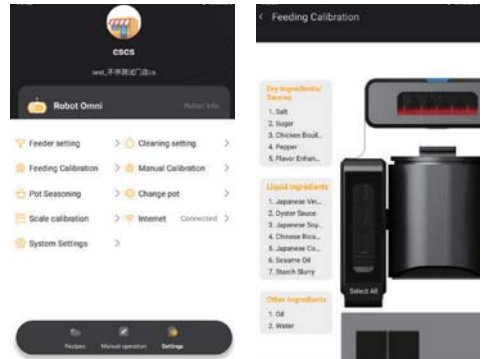 cscs
Robot Omni
Robot Info
Feeder setting
Cleaning setting
Feeding Calibration
Manual Calibration
Pot Seasoning
Change pot
Scale calibration
Internet Connected
System Settings
Recipes Manual operation Settings
Feeding Calibration
Dry Ingredients/
Sauces
1. Salt
2. Sugar
3. Chicken Bouil...
4. Pepper
5. Flavor Enhan...
Liquid Ingredients
1. Japanese Vin...
2. Oyster Sauce
3. Japanese Soy...
4. Chinese Rice...
5. Japanese Co...
6. Sesame Oil
7. Starch Slurry
Select All
Other Ingredients
1. Oil
2. Water